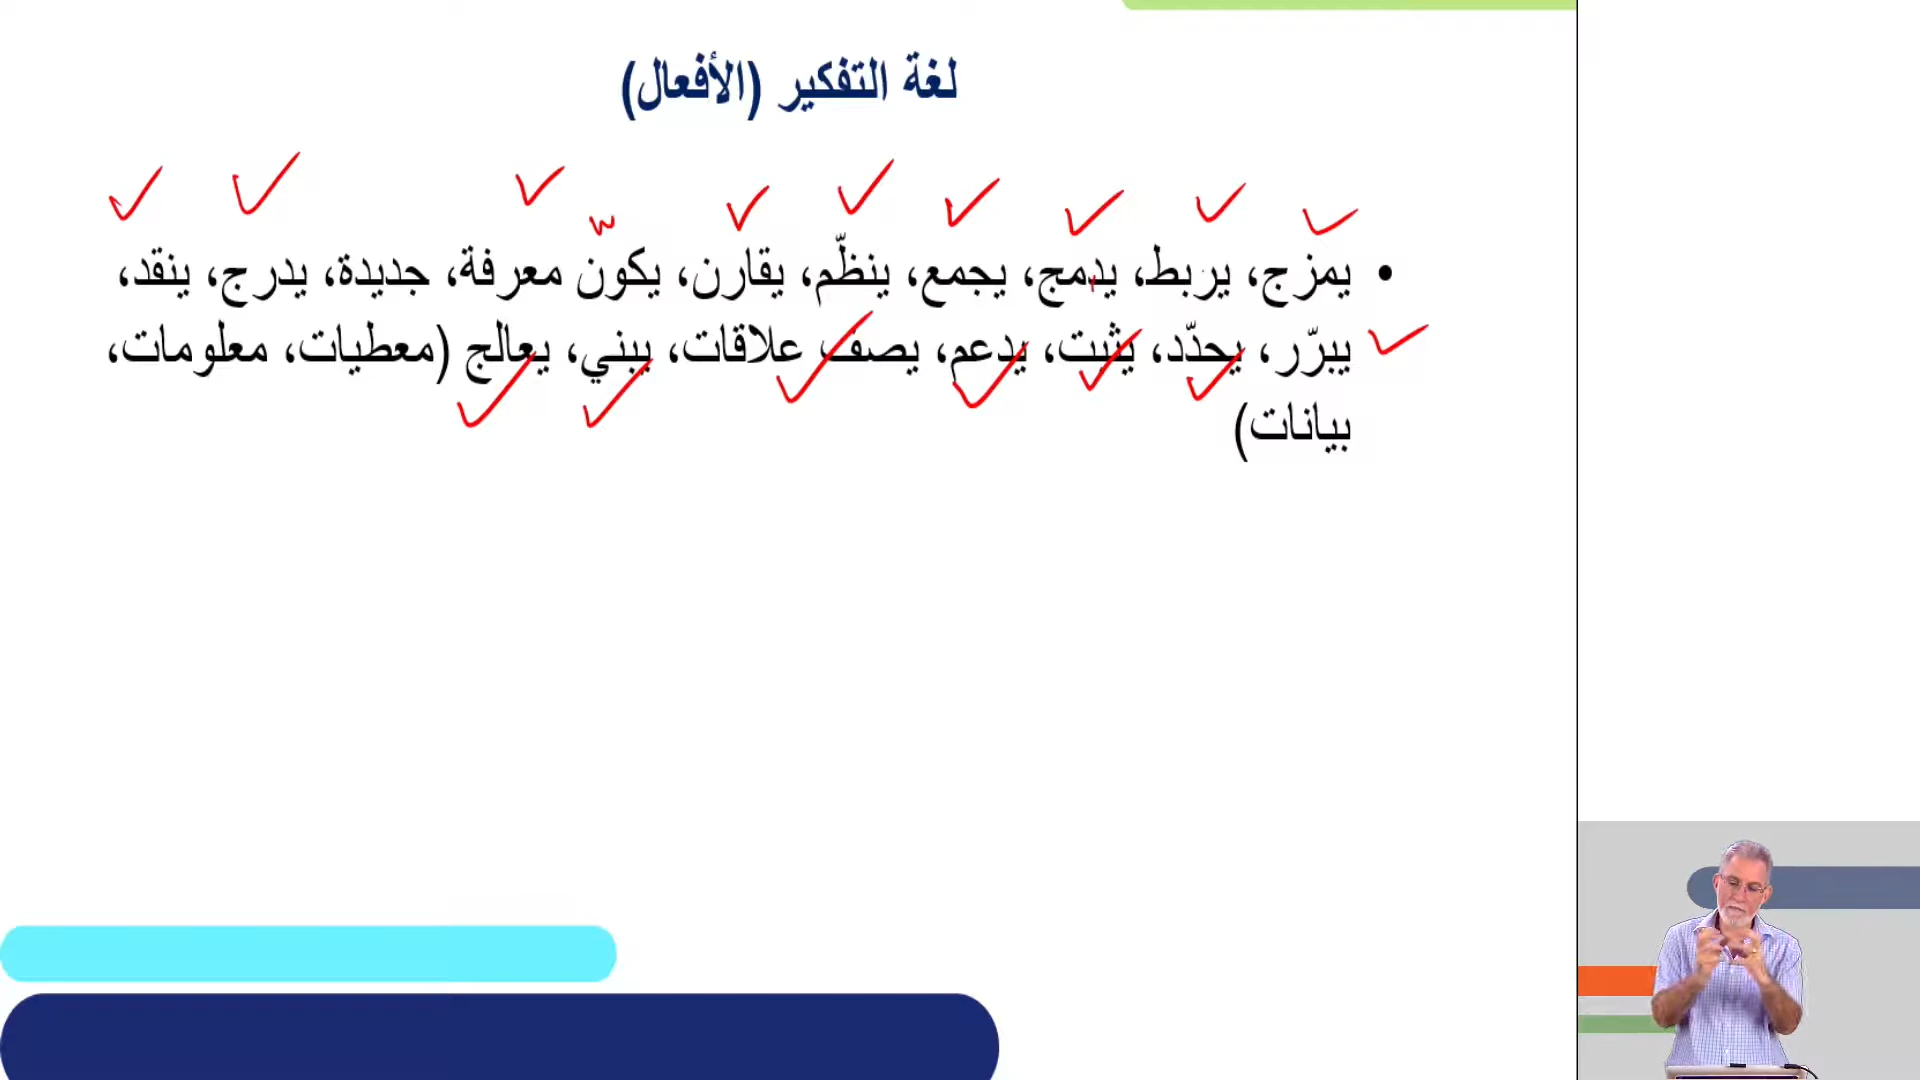 لغة التفكير (الأفعال)
• يمزج، يربط، يدمج، يجمع، ينظّم، يقارن، يكوّن معرفة، جديدة، يدرج، ينقد،
يبرّر، يحدّد، يثبت، يدعم، يصف علاقات، يبني، يعالج (معطيات، معلومات،
بيانات)